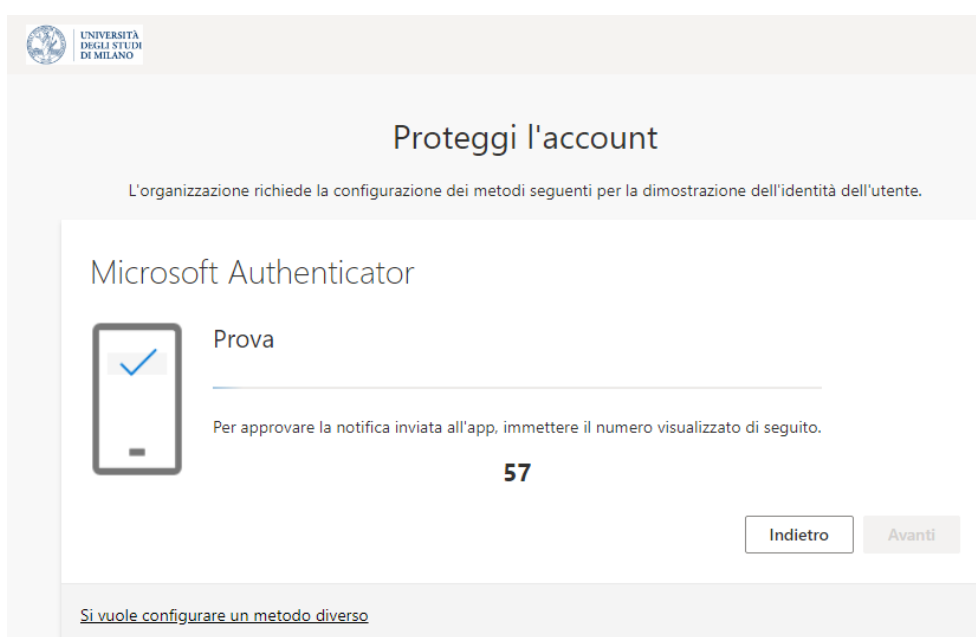 UNIVERSITÀ
DEGLI STUDI
DI MILANO
Proteggi l'account
L'organizzazione richiede la configurazione dei metodi seguenti per la dimostrazione dell'identità dell'utente.
Microsoft Authenticator
Prova
Per approvare la notifica inviata all'app, immettere il numero visualizzato di seguito.
57
Indietro
Avanti
Si vuole configurare un metodo diverso